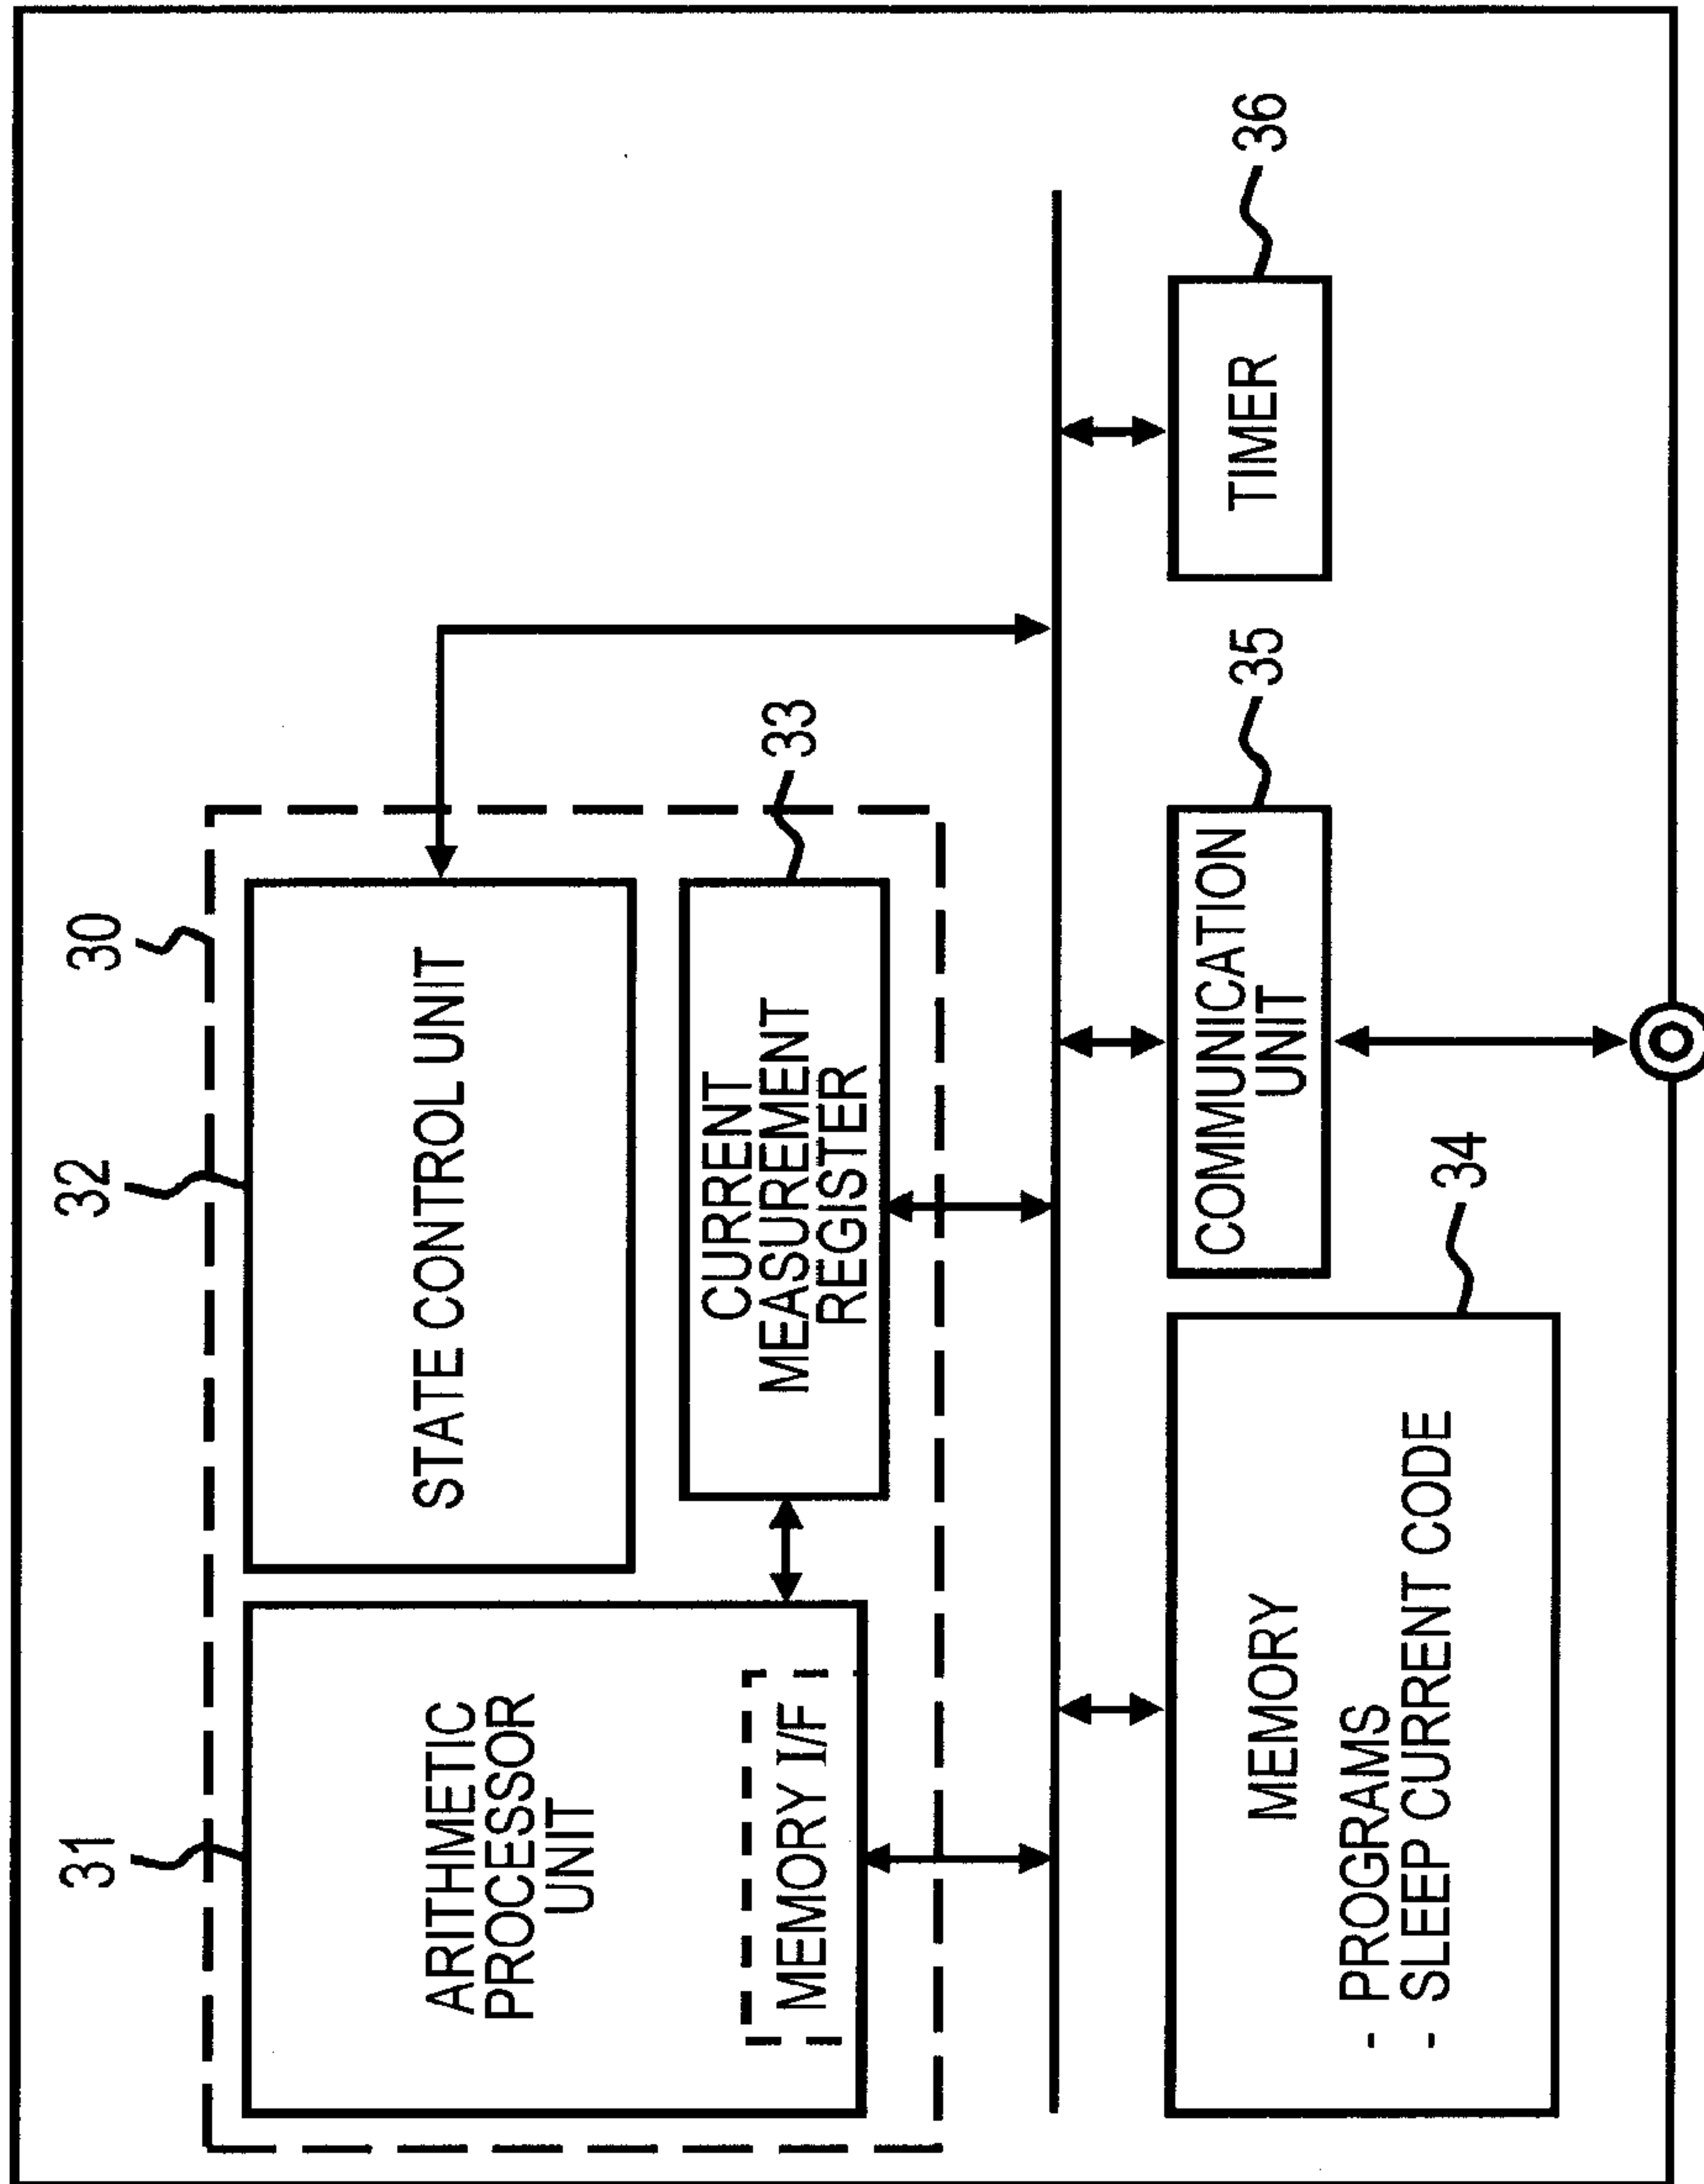 30
31
32
ARITHMETIC
PROCESSOR
UNIT
MEMORY I/F
STATE CONTROL UNIT
CURRENT
MEASUREMENT
REGISTER
33
MEMORY
- PROGRAMS
- SLEEP CURRENT CODE
34
COMMUNICATION
UNIT
35
TIMER
36